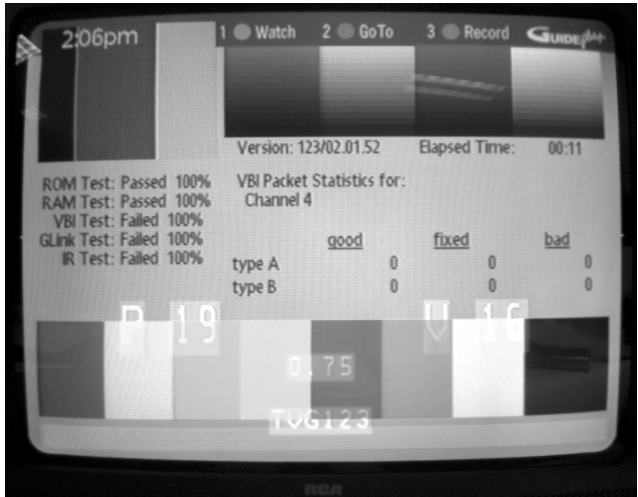 2:06pm
1 Watch 2 GoTo 3 Record GUIDE plus+
Version: 123/02.01.52 Elapsed Time: 00:11
ROM Test: Passed 100%
RAM Test: Passed 100%
VBI Test: Failed 100%
GLink Test: Failed 100%
IR Test: Failed 100%
VBI Packet Statistics for:
Channel 4
good fixed bad
type A 0 0 0
type B 0 0 0
P 19 V 16
0.75
TVG123
RCA